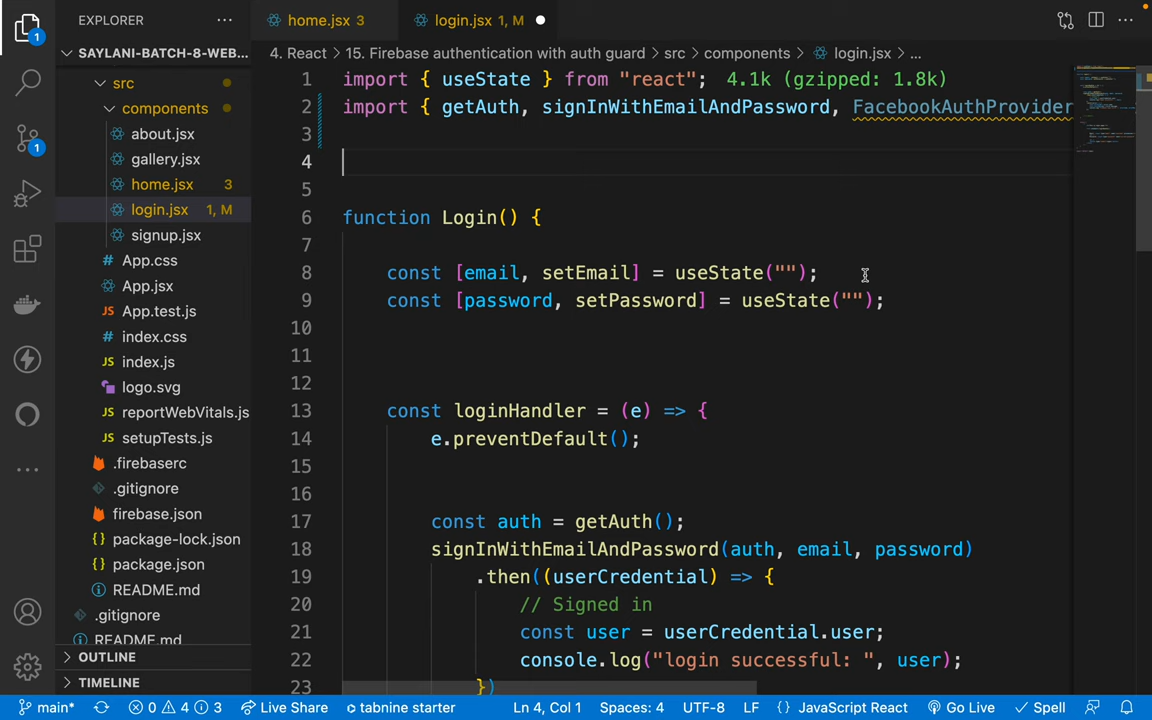 EXPLORER
SAYLANI-BATCH-8-WEB...
src
components
about.jsx
gallery.jsx
home.jsx 3
login.jsx 1, M
signup.jsx
App.css
App.jsx
App.test.js
index.css
index.js
logo.svg
reportWebVitals.js
setupTests.js
.firebaserc
.gitignore
firebase.json
package-lock.json
package.json
README.md
.gitignore
README.md
OUTLINE
TIMELINE
home.jsx 3
login.jsx 1, M
4. React > 15. Firebase authentication with auth guard > src > components > login.jsx > ...
1 import { useState } from "react"; 4.1k (gzipped: 1.8k)
2 import { getAuth, signInWithEmailAndPassword, FacebookAuthProvider
3
4
5
6 function Login() {
7
8 const [email, setEmail] = useState("");
9 const [password, setPassword] = useState("");
10
11
12
13 const loginHandler = (e) => {
14 e.preventDefault();
15
16
17 const auth = getAuth();
18 signInWithEmailAndPassword(auth, email, password)
19 .then((userCredential) => {
20 // Signed in
21 const user = userCredential.user;
22 console.log("login successful: ", user);
23 })
main* 0 4 3 Live Share tabnine starter Ln 4, Col 1 Spaces: 4 UTF-8 LF {} JavaScript React Go Live Spell